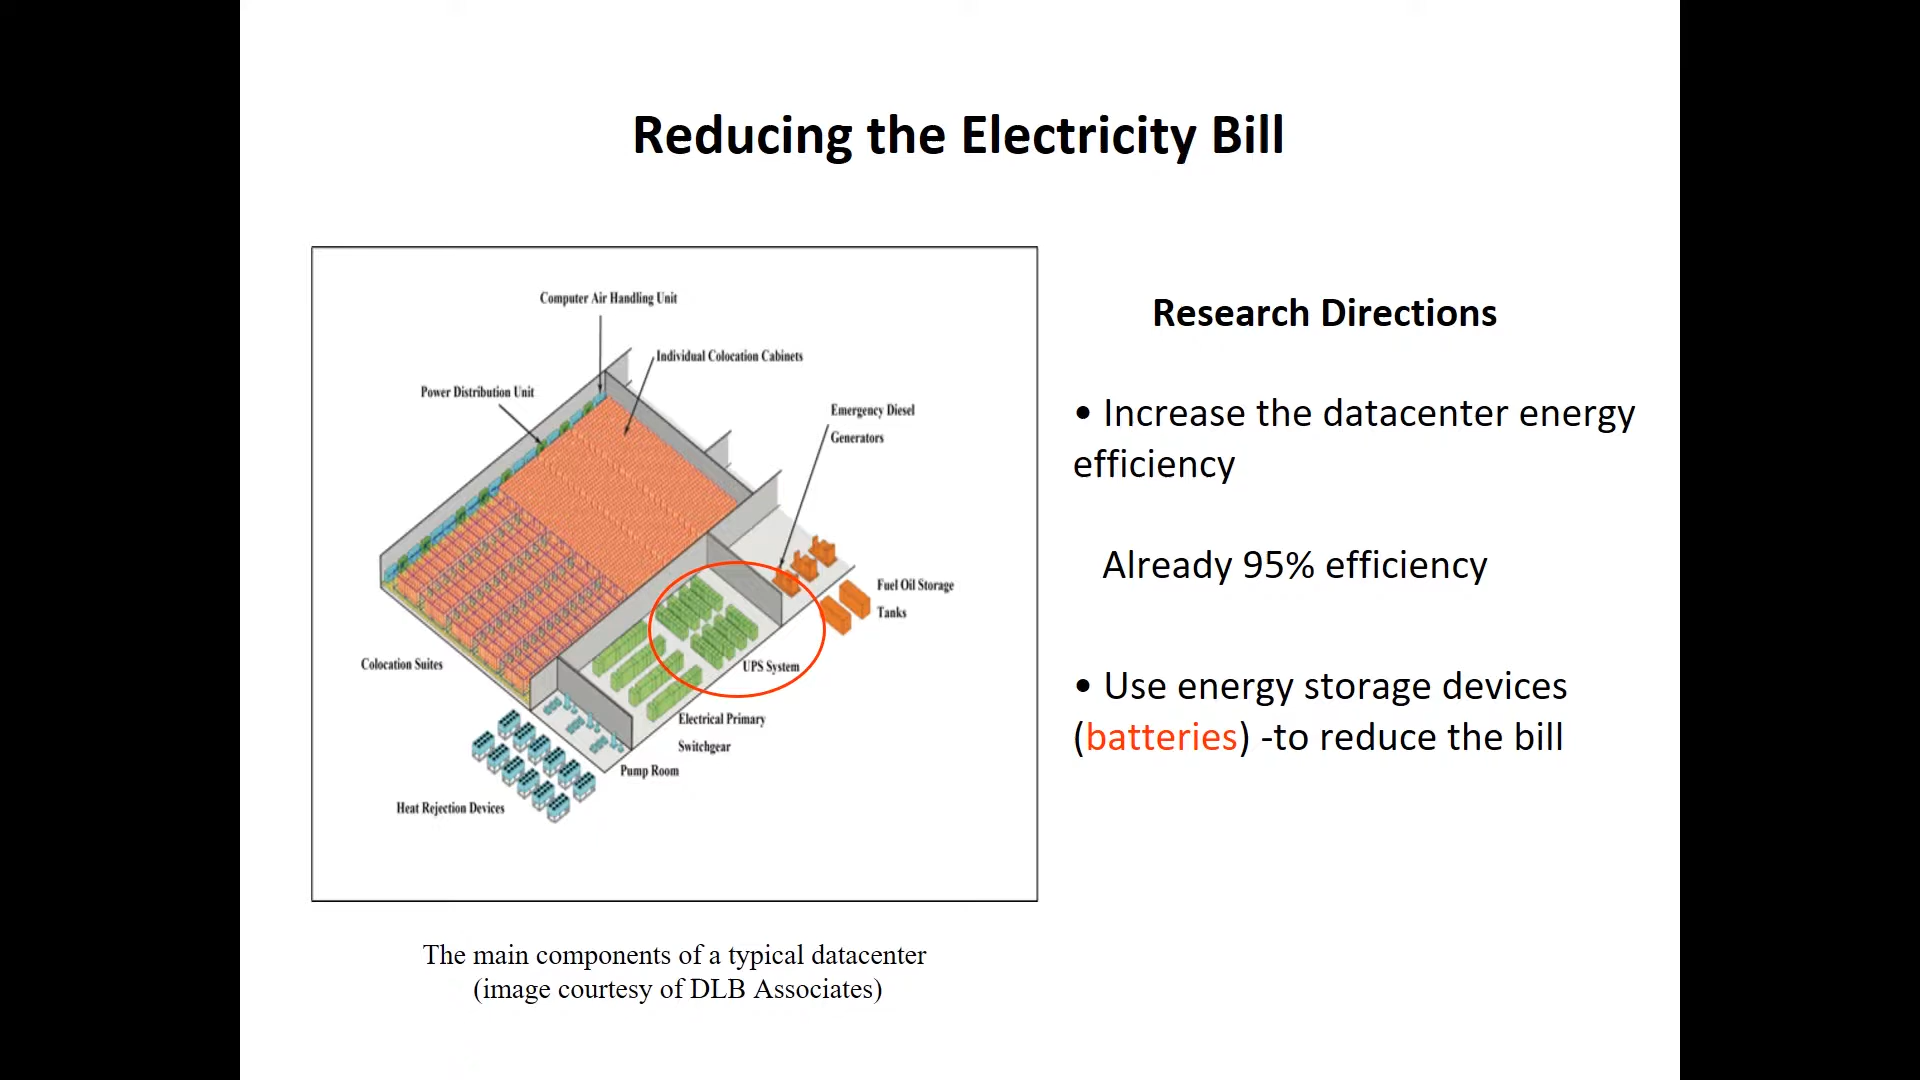 Reducing the Electricity Bill
Computer Air Handling Unit
Individual Colocation Cabinets
Power Distribution Unit
Emergency Diesel
Generators
Fuel Oil Storage
Tanks
Colocation Suites
UPS System
Electrical Primary
Switchgear
Pump Room
Heat Rejection Devices
The main components of a typical datacenter
(image courtesy of DLB Associates)
Research Directions
• Increase the datacenter energy
efficiency
Already 95% efficiency
• Use energy storage devices
(batteries) -to reduce the bill